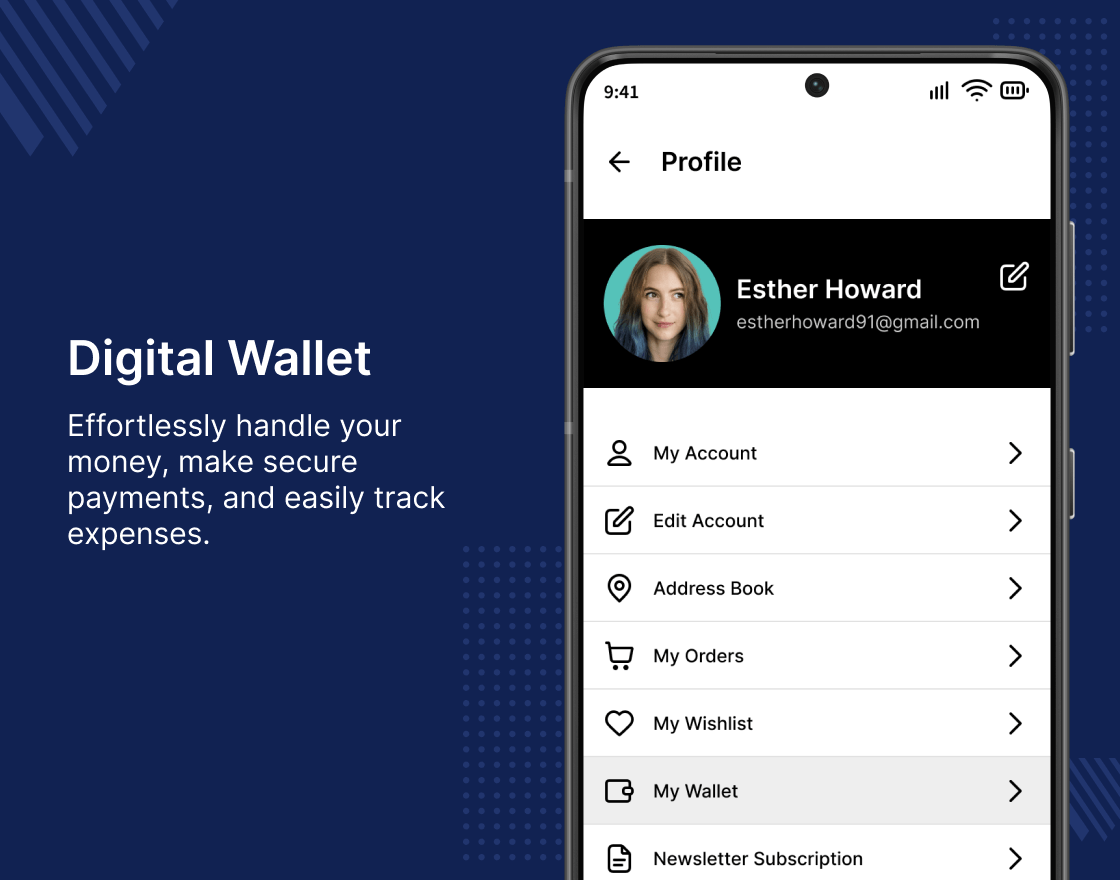 Digital Wallet
Effortlessly handle your
money, make secure
payments, and easily track
expenses.
9:41
Profile
Esther Howard
estherhoward91@gmail.com
My Account
Edit Account
Address Book
My Orders
My Wishlist
My Wallet
Newsletter Subscription